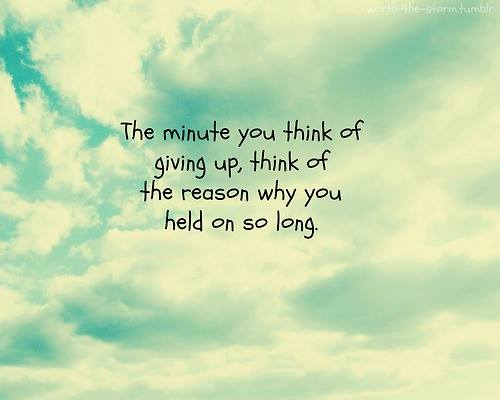 worth-the-storm.tumblr
The minute you think of
giving up, think of
the reason why you
held on so long.